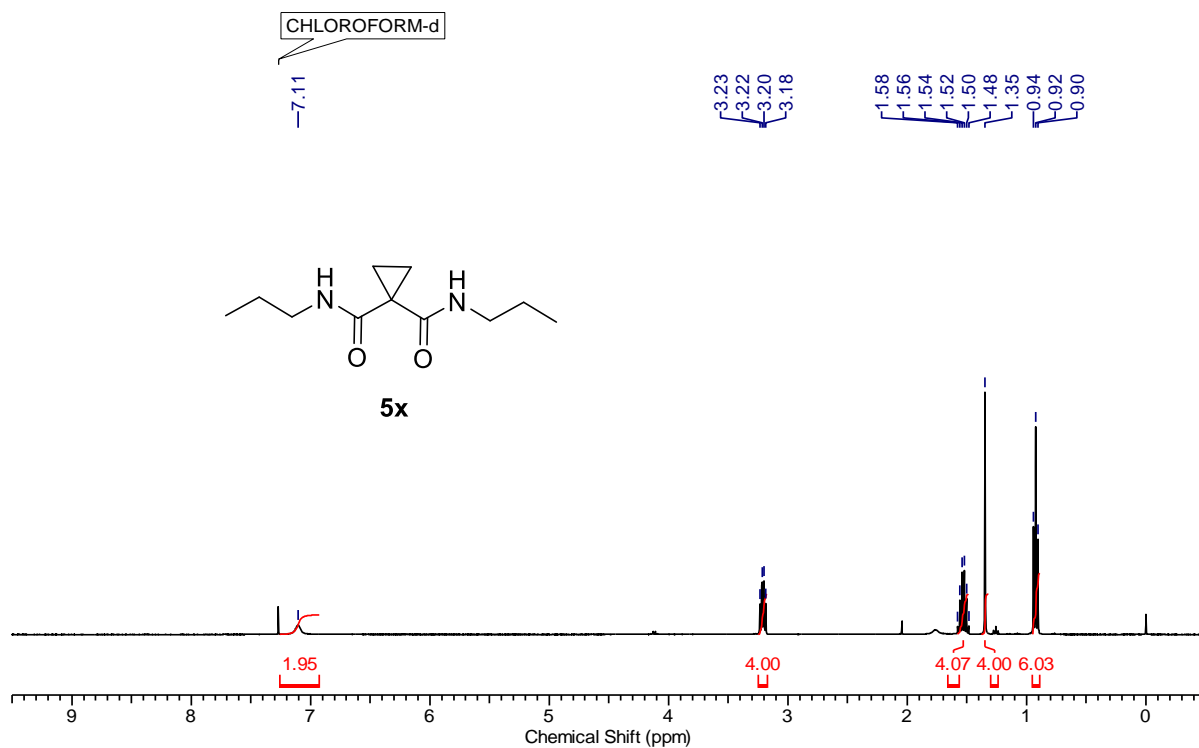 CHLOROFORM-d
7.11
3.23
3.22
3.20
3.18
1.58
1.56
1.54
1.52
1.50
1.48
1.35
0.94
0.92
0.90
H
N
H
N
O
O
5x
1.95
4.00
4.07
4.00
6.03
9 8 7 6 5 4 3 2 1 0
Chemical Shift (ppm)